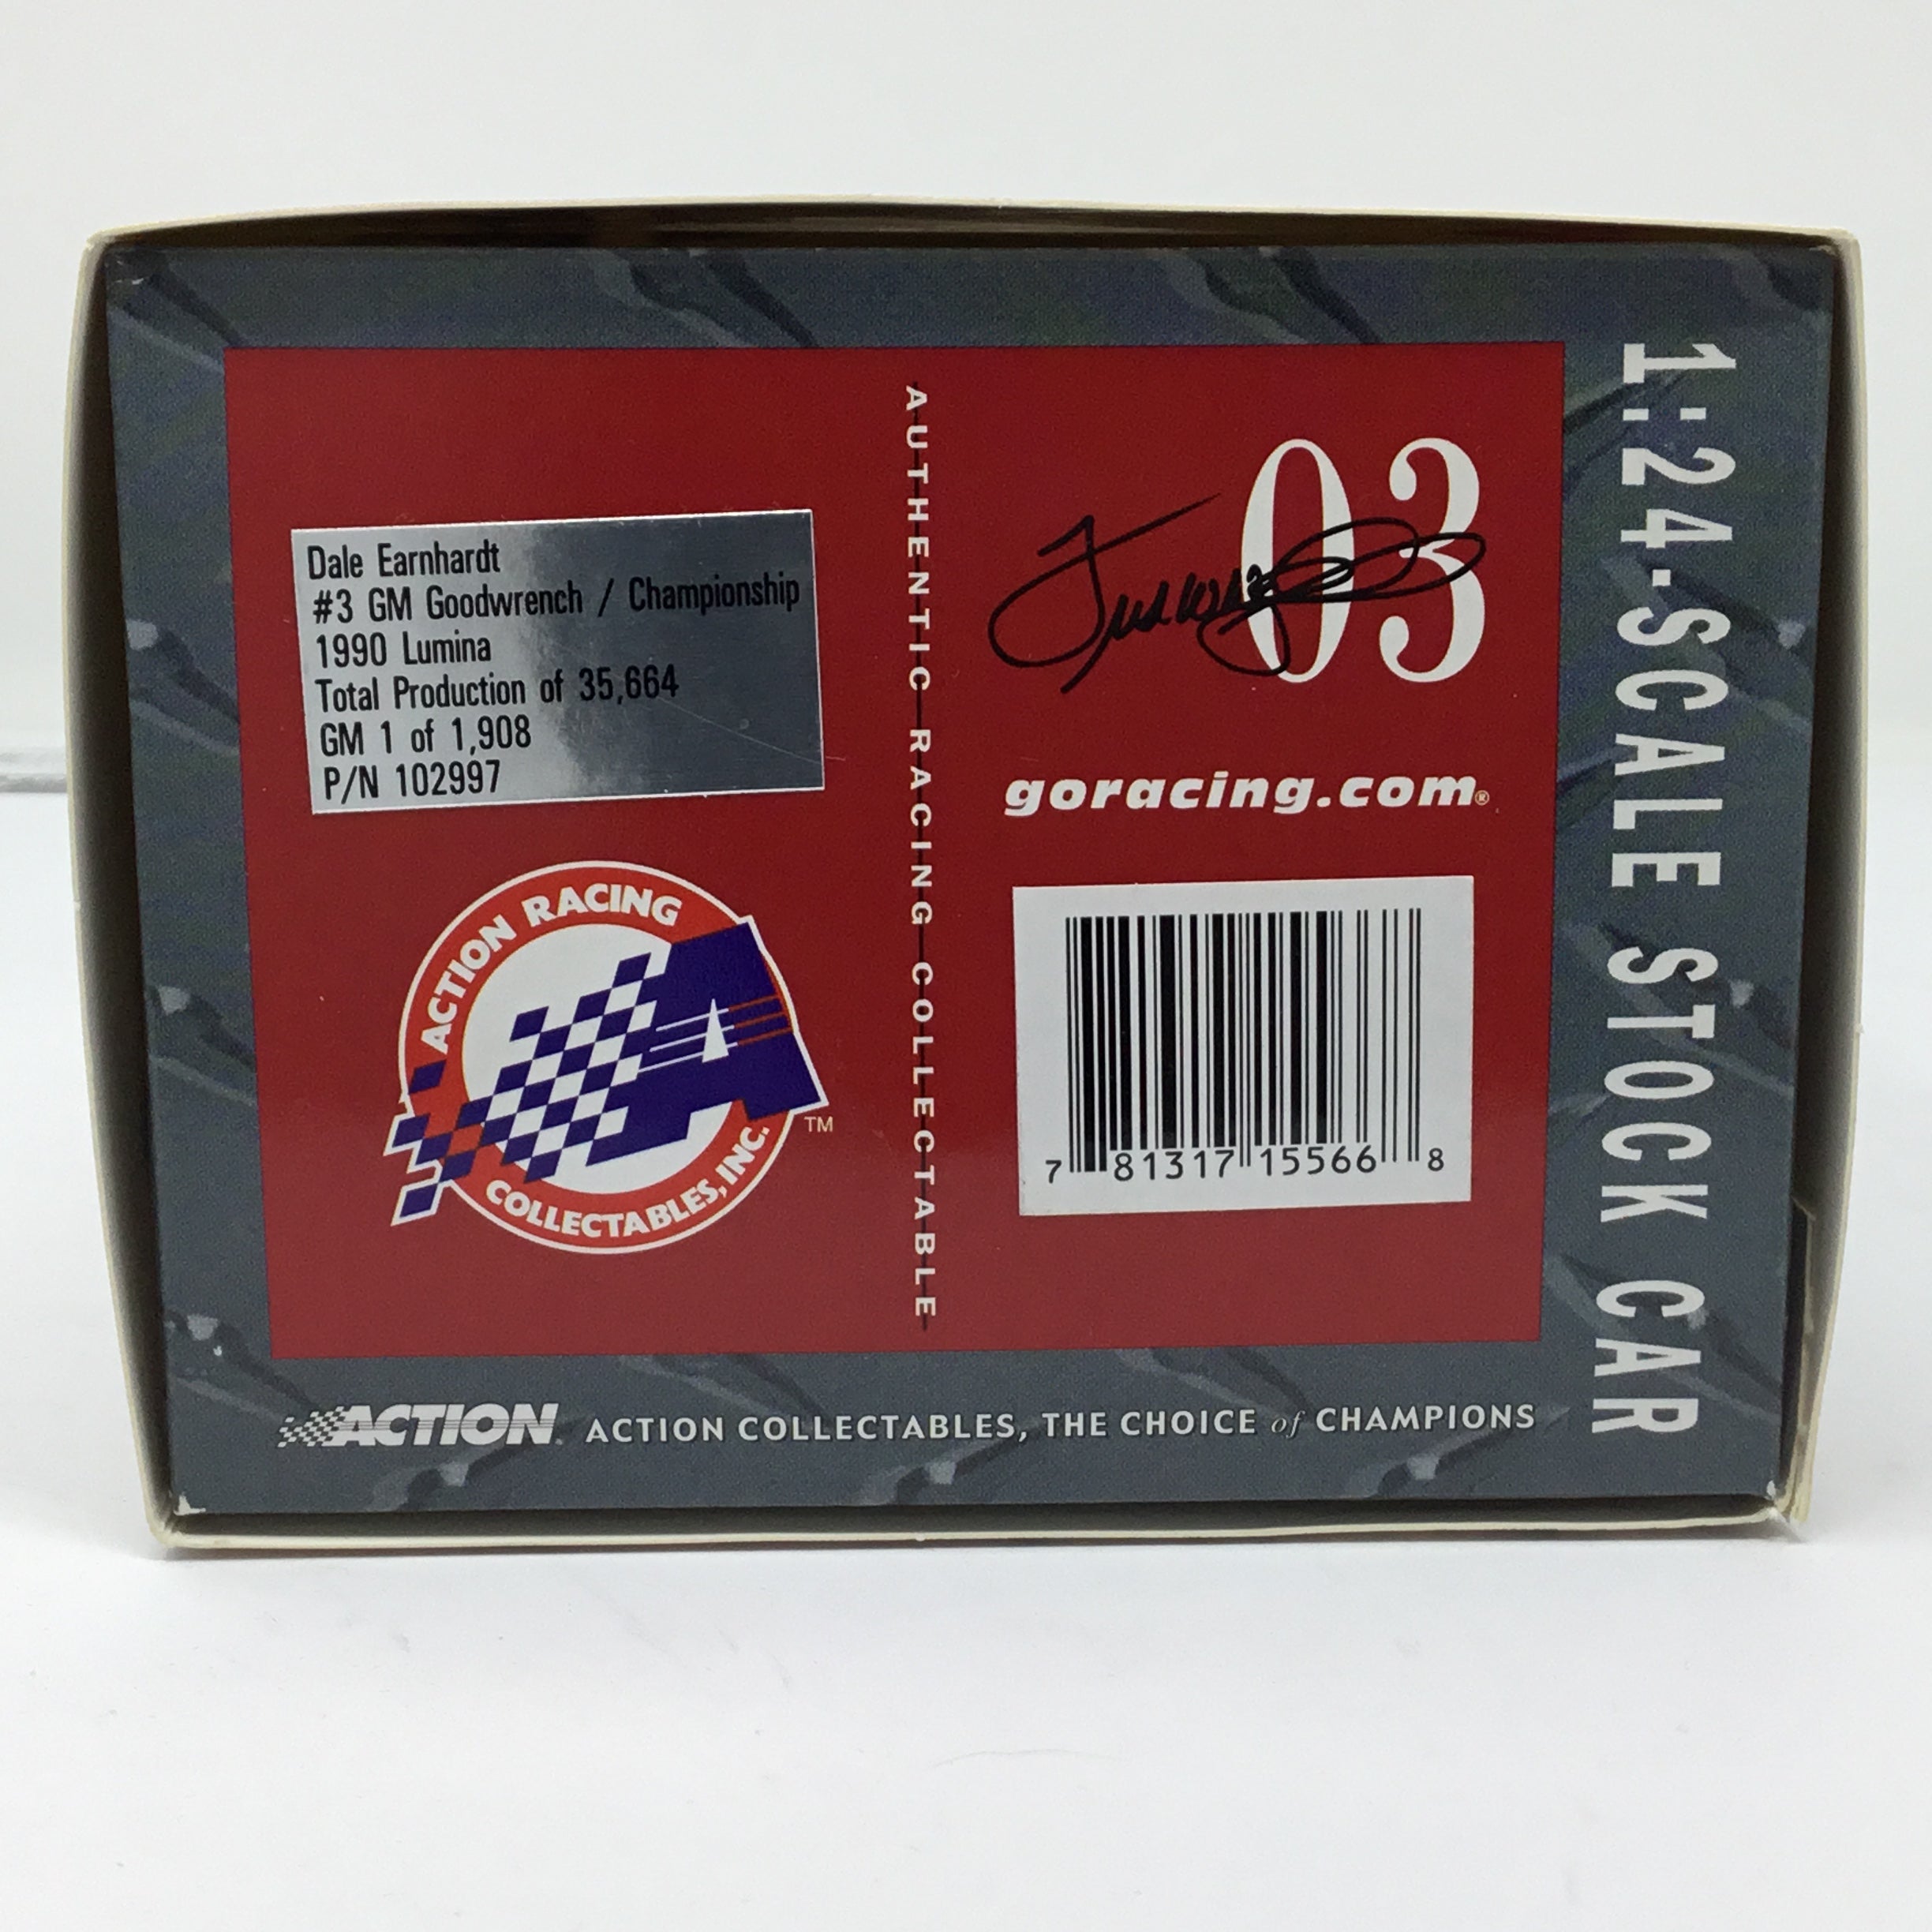 Dale Earnhardt
#3 GM Goodwrench / Championship
1990 Lumina
Total Production of 35,664
GM 1 of 1,908
P/N 102997
ACTION RACING
COLLECTABLES, INC.
TM
AUTHENTIC RACING COLLECTABLE
03
goracing.com®
7 81317 15566 8
1:24-SCALE STOCK CAR
ACTION® ACTION COLLECTABLES, THE CHOICE of CHAMPIONS